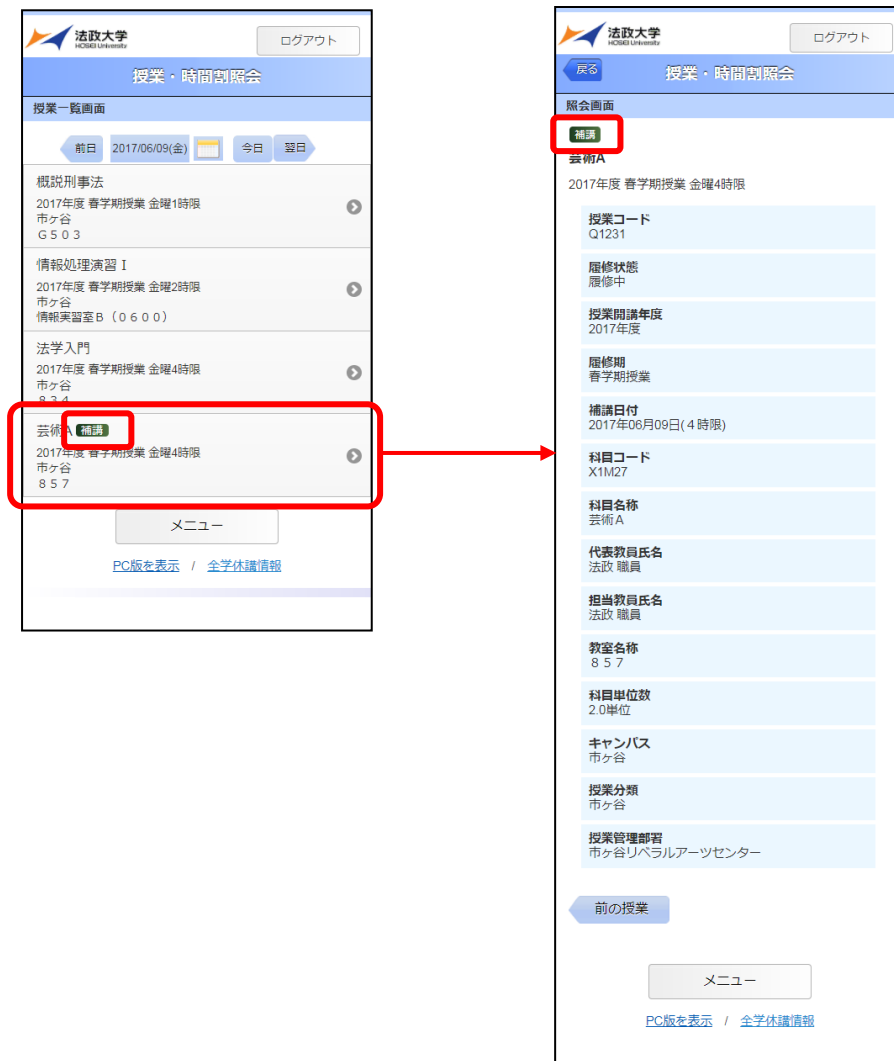 法政大学
HOSEI University
ログアウト
授業・時間割照会
授業一覧画面
前日
2017/06/09(金)
今日
翌日
概説刑事法
2017年度 春学期授業 金曜1時限
市ケ谷
Ｇ５０３
情報処理演習Ⅰ
2017年度 春学期授業 金曜2時限
市ケ谷
情報実習室Ｂ（０６００）
法学入門
2017年度 春学期授業 金曜4時限
市ケ谷
８３４
芸術A 補講
2017年度 春学期授業 金曜4時限
市ケ谷
８５７
メニュー
PC版を表示 / 全学休講情報
法政大学
HOSEI University
ログアウト
戻る
授業・時間割照会
照会画面
補講
芸術A
2017年度 春学期授業 金曜4時限
授業コード
Q1231
履修状態
履修中
授業開講年度
2017年度
履修期
春学期授業
補講日付
2017年06月09日(４時限)
科目コード
X1M27
科目名称
芸術Ａ
代表教員氏名
法政 職員
担当教員氏名
法政 職員
教室名称
８５７
科目単位数
2.0単位
キャンパス
市ケ谷
授業分類
市ケ谷
授業管理部署
市ケ谷リベラルアーツセンター
前の授業
メニュー
PC版を表示 / 全学休講情報